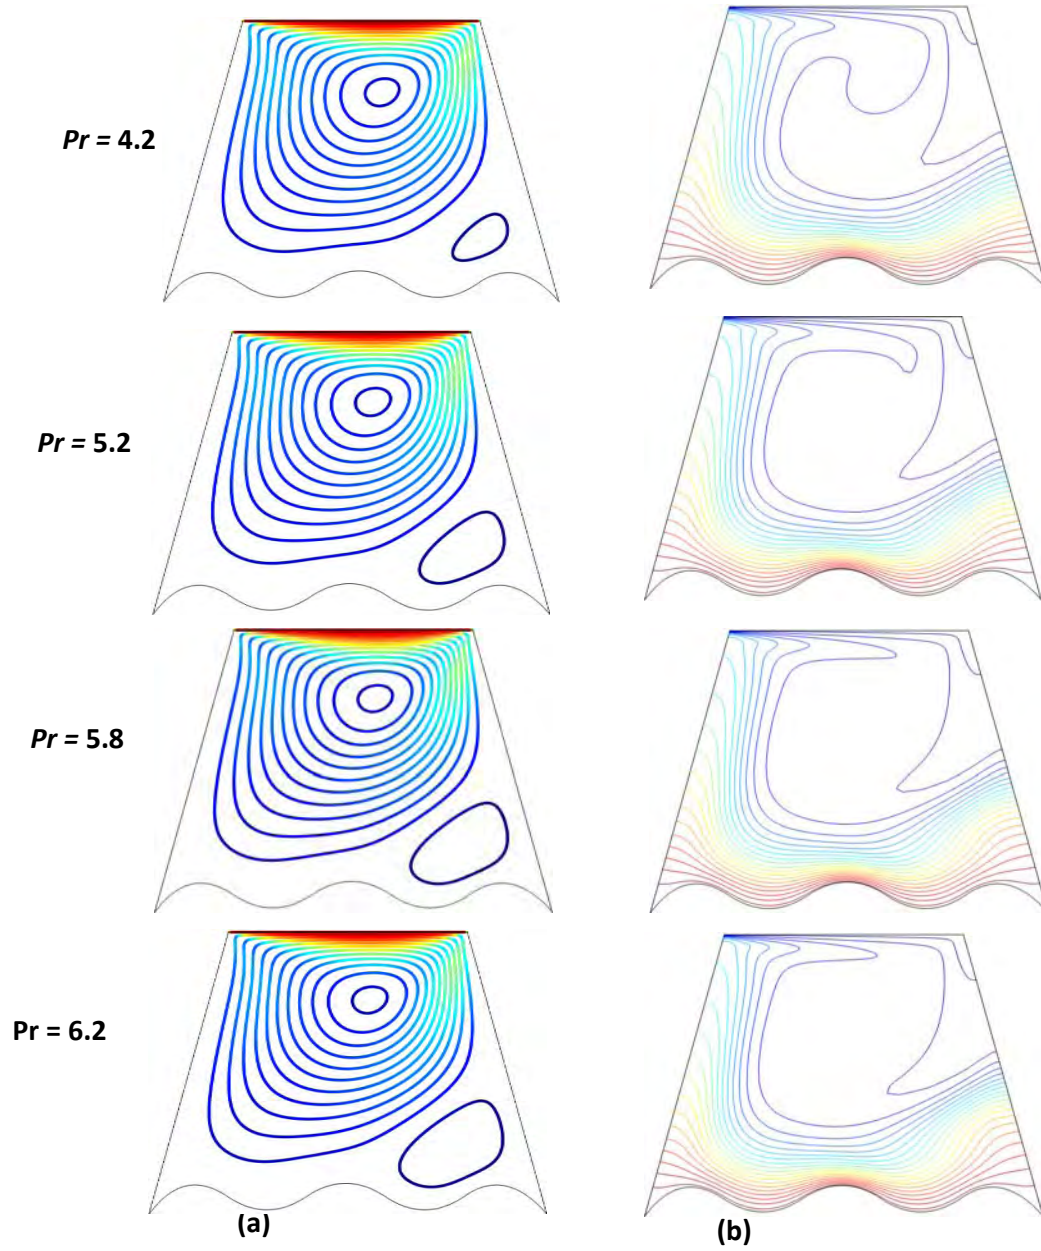 Pr = 4.2
Pr = 5.2
Pr = 5.8
Pr = 6.2
(a)
(b)